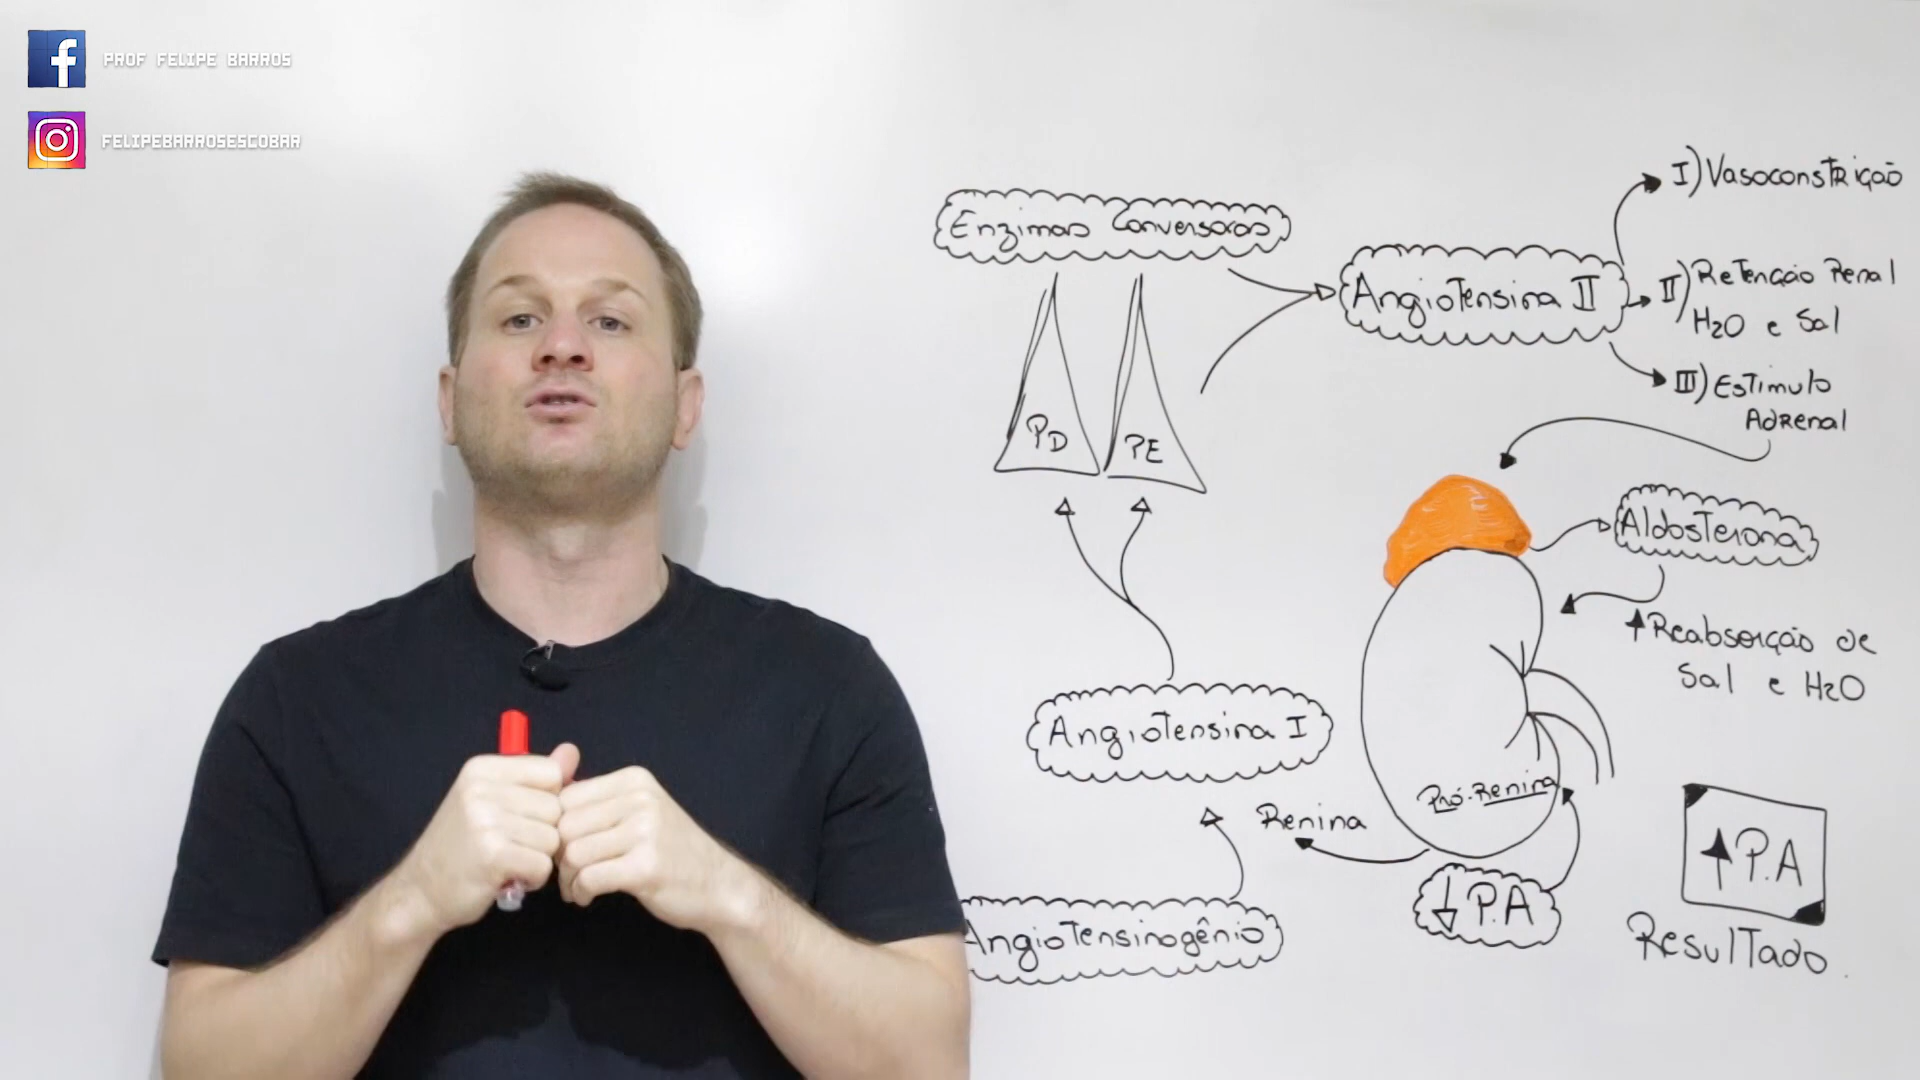 PROF FELIPE BARROS
FELIPEBARROSESCOBAR
Enzimas Conversoras
Angiotensina II
I) Vasoconstrição
II) Retenção Renal
H2O e Sal
III) Estimulo
Adrenal
PD
PE
Aldosterona
↑ Reabsorção de
Sal e H2O
Angiotensina I
Pró-Renina
Renina
↓ P.A
Angiotensinogênio
↑ P.A
Resultado